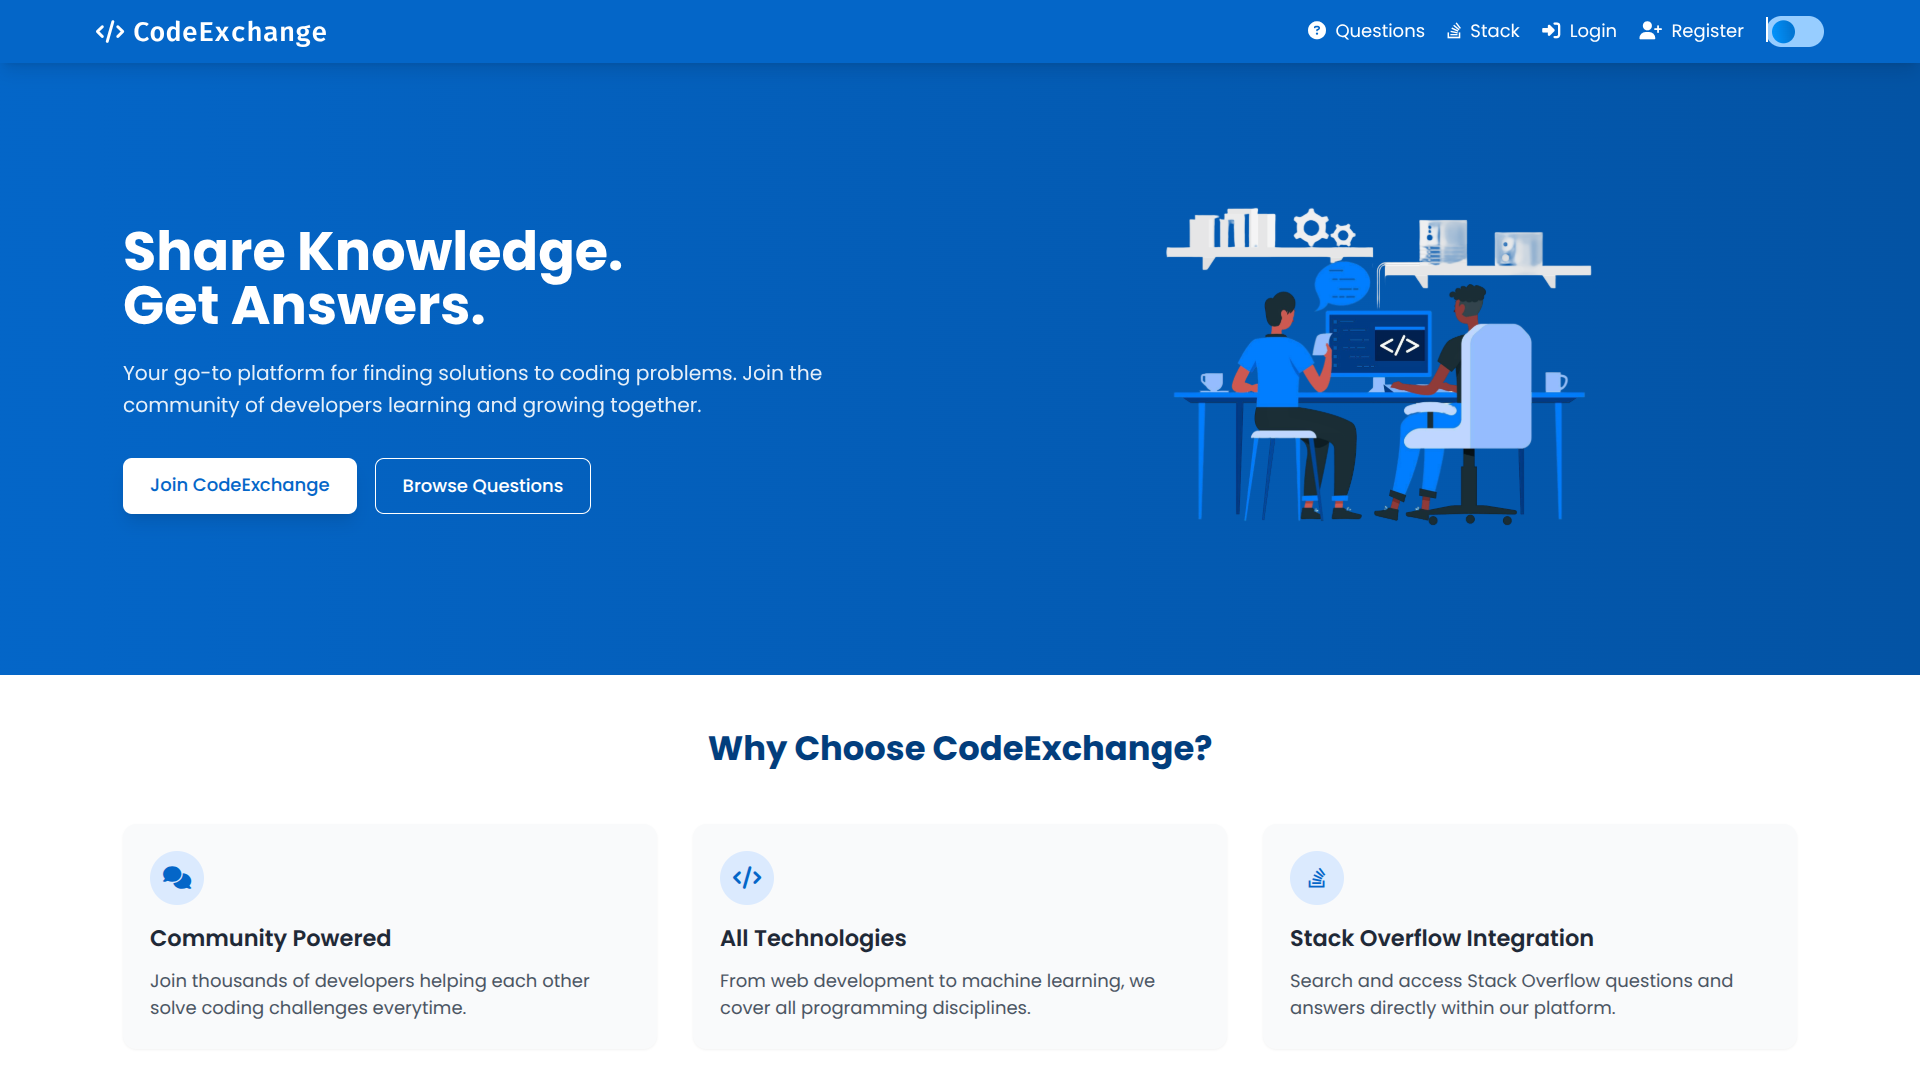 </> CodeExchange
Questions
Stack
Login
Register
Share Knowledge.
Get Answers.
Your go-to platform for finding solutions to coding problems. Join the
community of developers learning and growing together.
Join CodeExchange
Browse Questions
</>
Why Choose CodeExchange?
Community Powered
Join thousands of developers helping each other
solve coding challenges everytime.
All Technologies
From web development to machine learning, we
cover all programming disciplines.
Stack Overflow Integration
Search and access Stack Overflow questions and
answers directly within our platform.